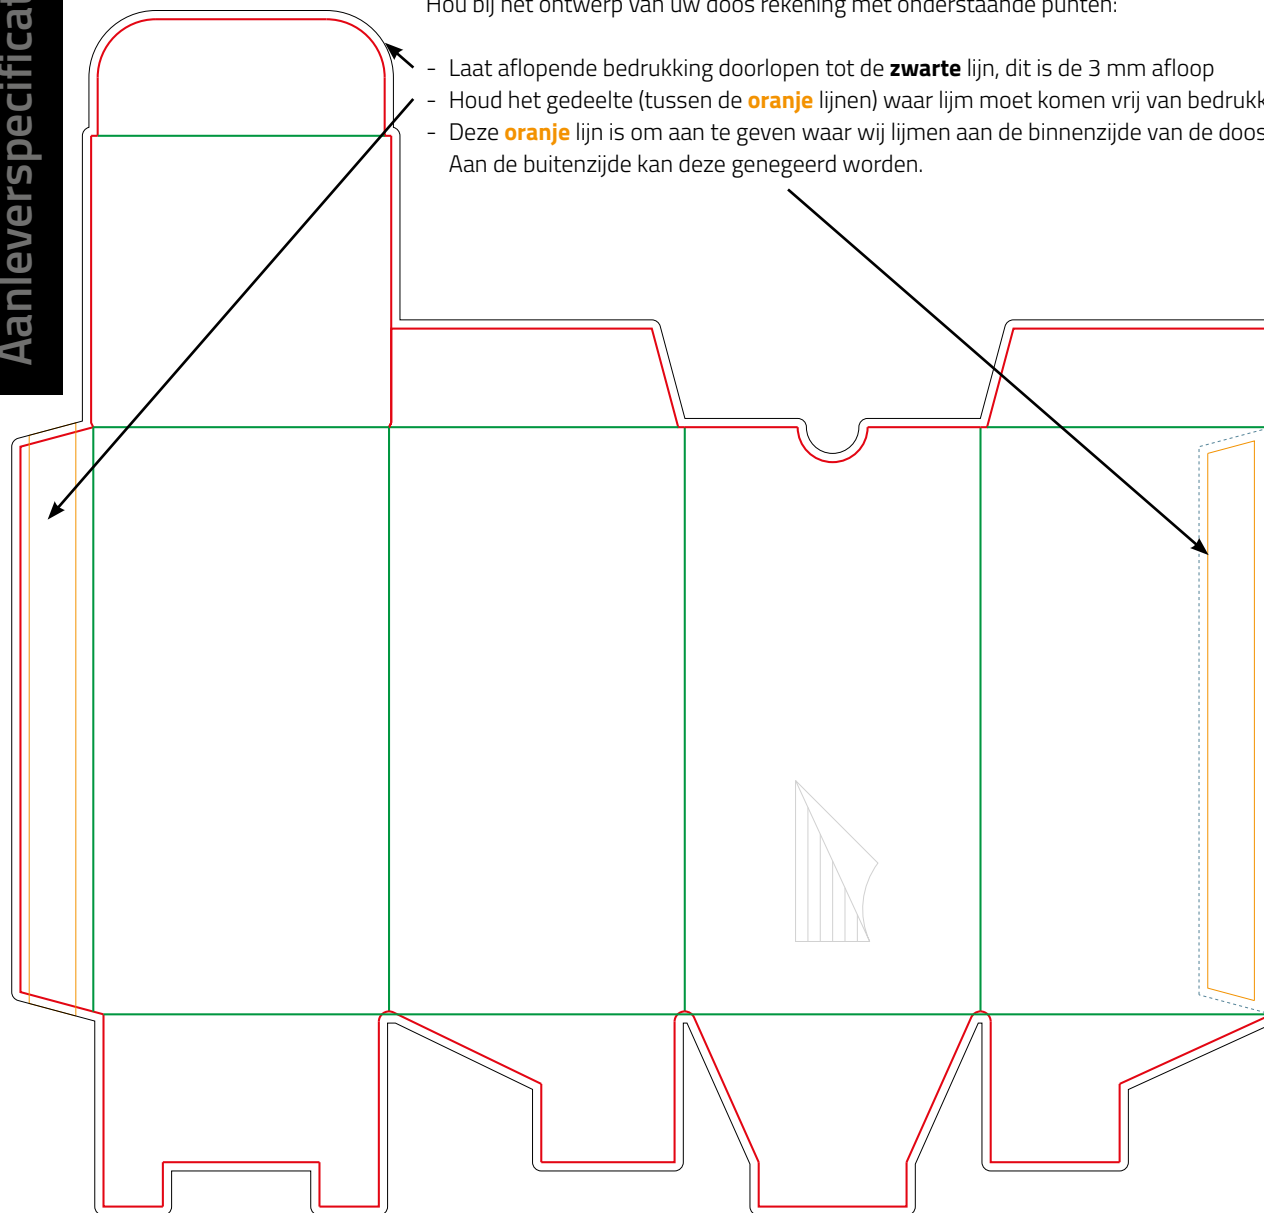 Aanleverspecificat
Hou bij het ontwerp van uw doos rekening met onderstaande punten:
- Laat aflopende bedrukking doorlopen tot de zwarte lijn, dit is de 3 mm afloop
- Houd het gedeelte (tussen de oranje lijnen) waar lijm moet komen vrij van bedrukk
- Deze oranje lijn is om aan te geven waar wij lijmen aan de binnenzijde van de doos
Aan de buitenzijde kan deze genegeerd worden.